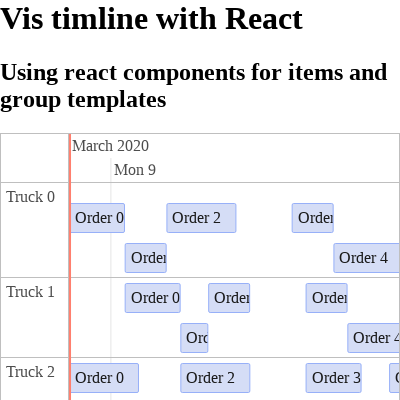 Vis timline with React
Using react components for items and
group templates
March 2020
Mon 9
Truck 0
Order 0
Order 2
Order 4
Truck 1
Order 0
Truck 2
Order 0
Order 2
Order 3